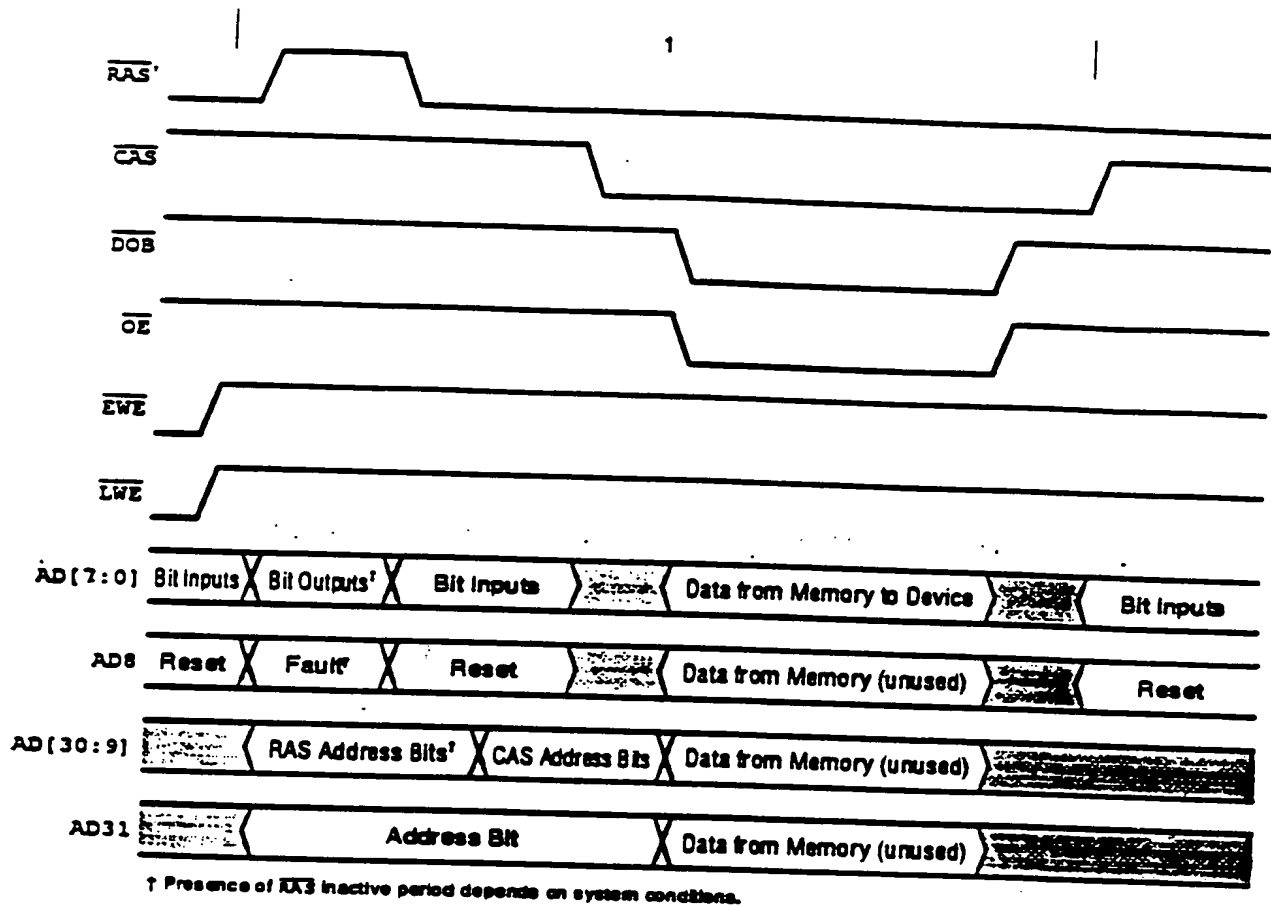 1
RAS†
CAS
DOB
OE
EWE
LWE
AD[7:0] Bit Inputs Bit Outputs† Bit Inputs Data from Memory to Device Bit Inputs
AD8 Reset Fault† Reset Data from Memory (unused) Reset
AD[30:9] RAS Address Bits† CAS Address Bits Data from Memory (unused)
AD31 Address Bit Data from Memory (unused)
† Presence of RAS inactive period depends on system conditions.